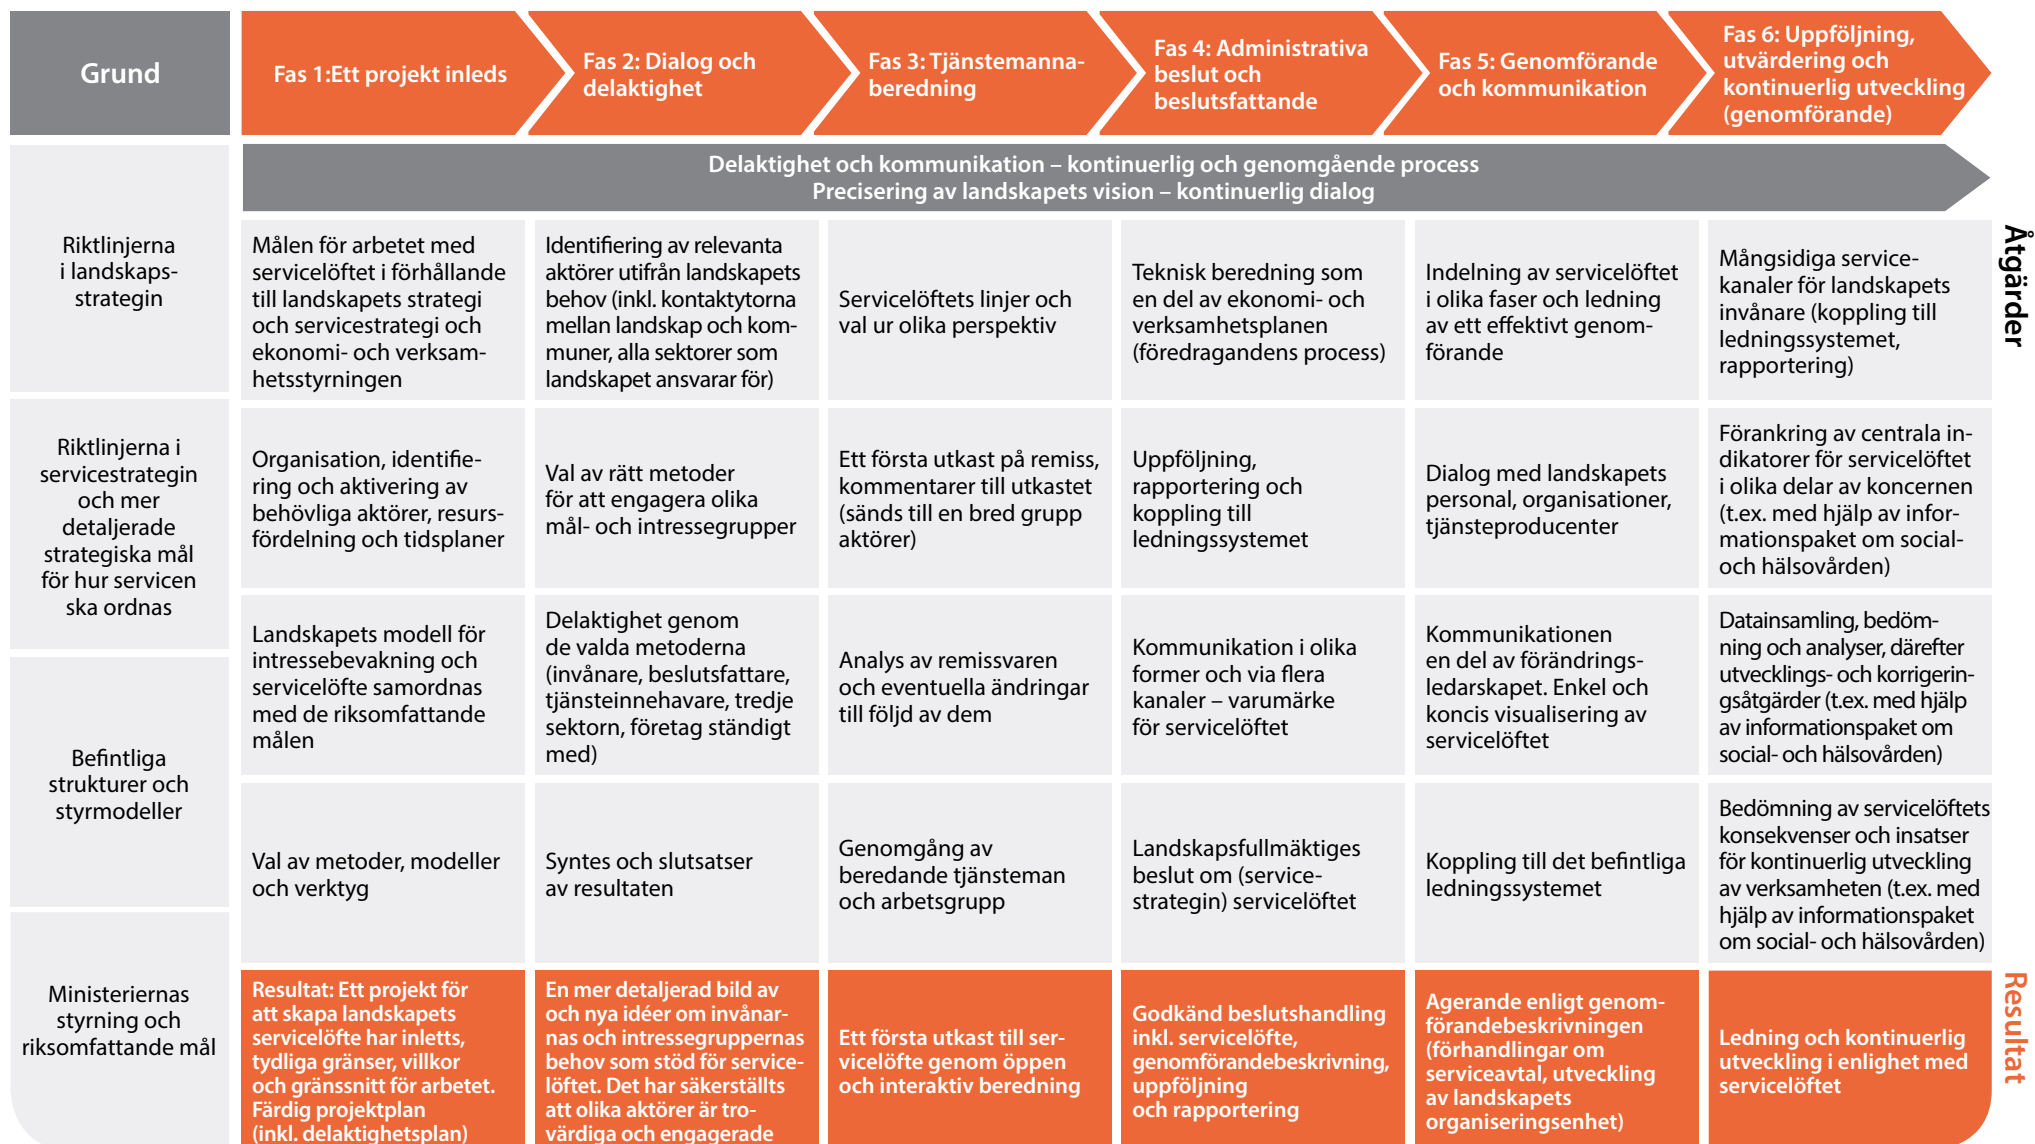 Grund
Fas 1:Ett projekt inleds
Fas 2: Dialog och
delaktighet
Fas 3: Tjänstemanna-
beredning
Fas 4: Administrativa
beslut och
beslutsfattande
Fas 5: Genomförande
och kommunikation
Fas 6: Uppföljning,
utvärdering och
kontinuerlig utveckling
(genomförande)
Delaktighet och kommunikation – kontinuerlig och genomgående process
Precisering av landskapets vision – kontinuerlig dialog
Riktlinjerna
i landskaps-
strategin
Riktlinjerna i
servicestrategin
och mer
detaljerade
strategiska mål
för hur servicen
ska ordnas
Befintliga
strukturer och
styrmodeller
Ministeriernas
styrning och
riksomfattande mål
Åtgärder
Målen för arbetet med
servicelöftet i förhållande
till landskapets strategi
och servicestrategi och
ekonomi- och verksam-
hetsstyrningen
Identifiering av relevanta
aktörer utifrån landskapets
behov (inkl. kontaktytorna
mellan landskap och kom-
muner, alla sektorer som
landskapet ansvarar för)
Servicelöftets linjer och
val ur olika perspektiv
Teknisk beredning som
en del av ekonomi- och
verksamhetsplanen
(föredragandens process)
Indelning av servicelöftet
i olika faser och ledning
av ett effektivt genom-
förande
Mångsidiga service-
kanaler för landskapets
invånare (koppling till
ledningssystemet,
rapportering)
Organisation, identifie-
ring och aktivering av
behövliga aktörer, resurs-
fördelning och tidsplaner
Val av rätt metoder
för att engagera olika
mål- och intressegrupper
Ett första utkast på remiss,
kommentarer till utkastet
(sänds till en bred grupp
aktörer)
Uppföljning,
rapportering och
koppling till
ledningssystemet
Dialog med landskapets
personal, organisationer,
tjänsteproducenter
Förankring av centrala in-
dikatorer för servicelöftet
i olika delar av koncernen
(t.ex. med hjälp av infor-
mationspaket om social-
och hälsovården)
Landskapets modell för
intressebevakning och
servicelöfte samordnas
med de riksomfattande
målen
Delaktighet genom
de valda metoderna
(invånare, beslutsfattare,
tjänsteinnehavare, tredje
sektorn, företag ständigt
med)
Analys av remissvaren
och eventuella ändringar
till följd av dem
Kommunikation i olika
former och via flera
kanaler – varumärke
för servicelöftet
Kommunikationen
en del av förändrings-
ledarskapet. Enkel och
koncis visualisering av
servicelöftet
Datainsamling, bedöm-
ning och analyser, därefter
utvecklings- och korrigerin-
gsåtgärder (t.ex. med hjälp
av informationspaket om
social- och hälsovården)
Val av metoder, modeller
och verktyg
Syntes och slutsatser
av resultaten
Genomgång av
beredande tjänsteman
och arbetsgrupp
Landskapsfullmäktiges
beslut om (service-
strategin) servicelöftet
Koppling till det befintliga
ledningssystemet
Bedömning av servicelöftets
konsekvenser och insatser
för kontinuerlig utveckling
av verksamheten (t.ex. med
hjälp av informationspaket
om social- och hälsovården)
Resultat
Resultat: Ett projekt för
att skapa landskapets
servicelöfte har inletts,
tydliga gränser, villkor
och gränssnitt för arbetet.
Färdig projektplan
(inkl. delaktighetsplan)
En mer detaljerad bild av
och nya idéer om invånar-
nas och intressegruppernas
behov som stöd för service-
löftet. Det har säkerställts
att olika aktörer är tro-
värdiga och engagerade
Ett första utkast till ser-
vicelöfte genom öppen
och interaktiv beredning
Godkänd beslutshandling
inkl. servicelöfte,
genomförandebeskrivning,
uppföljning
och rapportering
Agerande enligt genom-
förandebeskrivningen
(förhandlingar om
serviceavtal, utveckling
av landskapets
organiseringsenhet)
Ledning och kontinuerlig
utveckling i enlighet med
servicelöftet